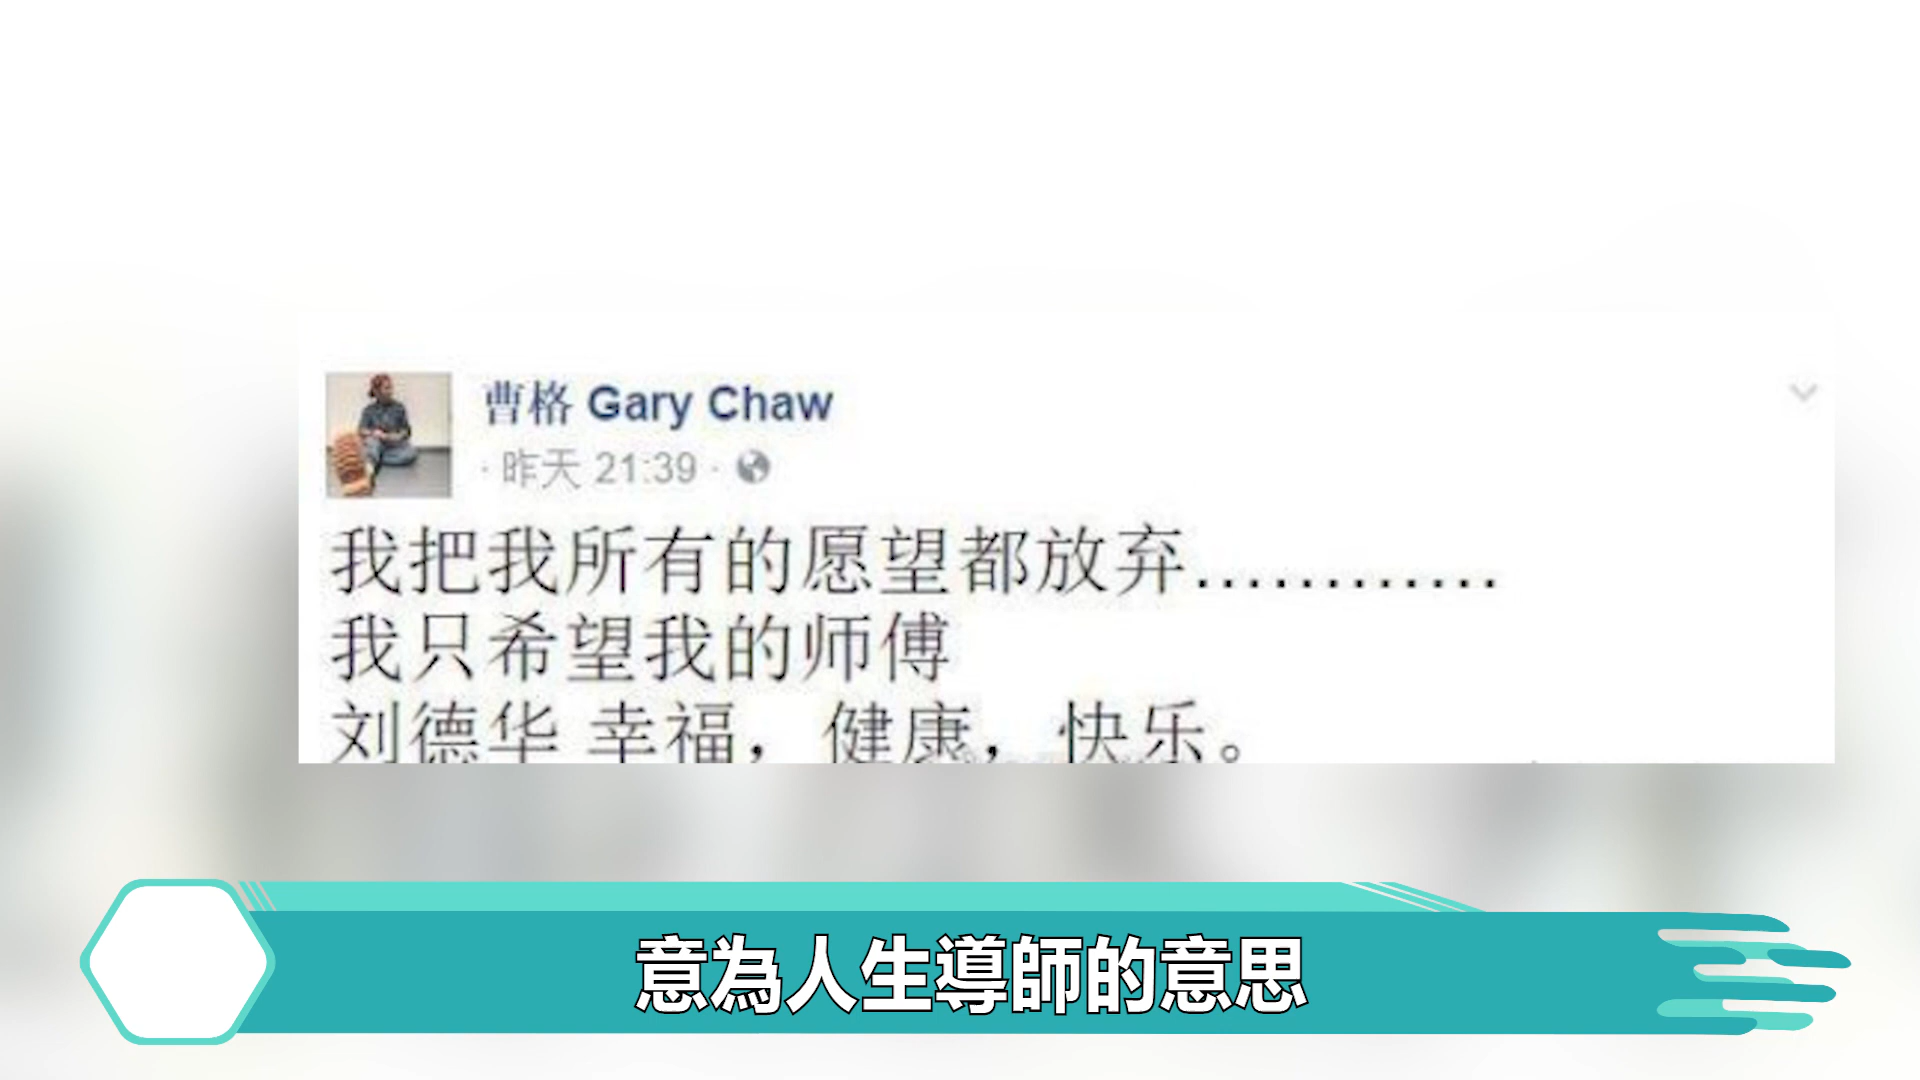 曹格 Gary Chaw
· 昨天 21:39 ·
我把我所有的愿望都放弃............
我只希望我的师傅
刘德华 幸福，健康，快乐。
意為人生導師的意思